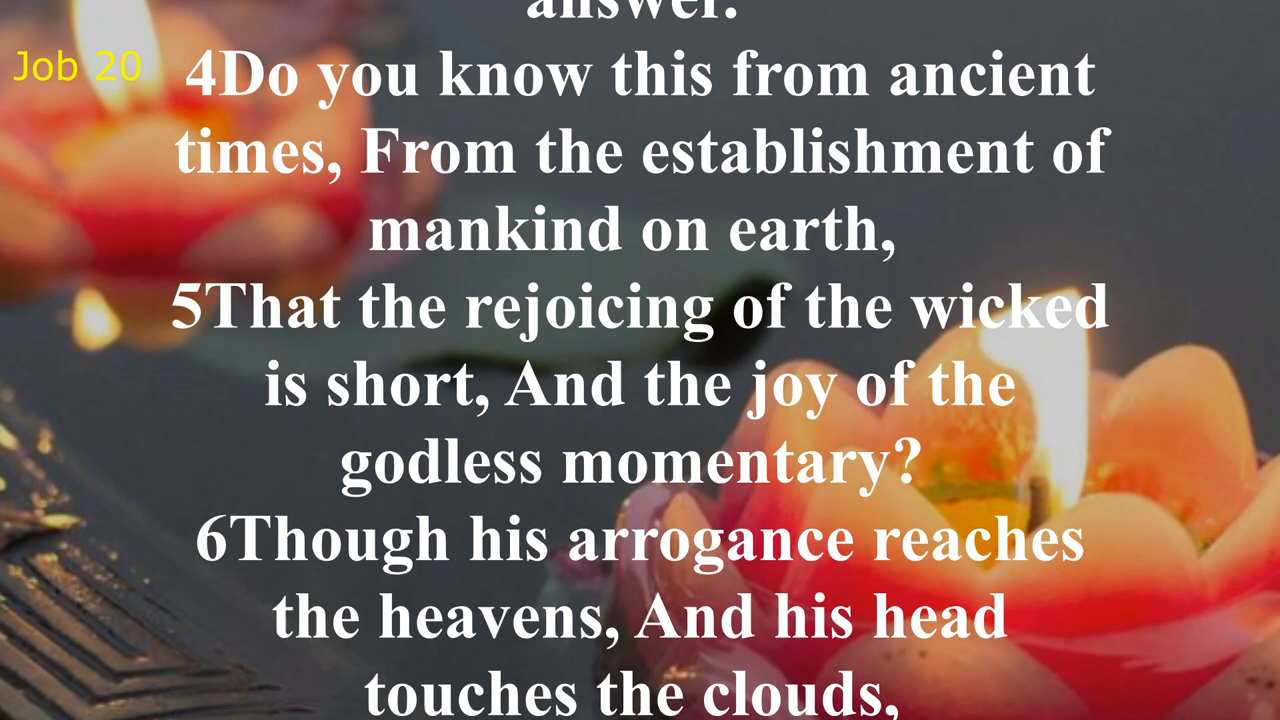 answer.
Job 20
4Do you know this from ancient
times, From the establishment of
mankind on earth,
5That the rejoicing of the wicked
is short, And the joy of the
godless momentary?
6Though his arrogance reaches
the heavens, And his head
touches the clouds,